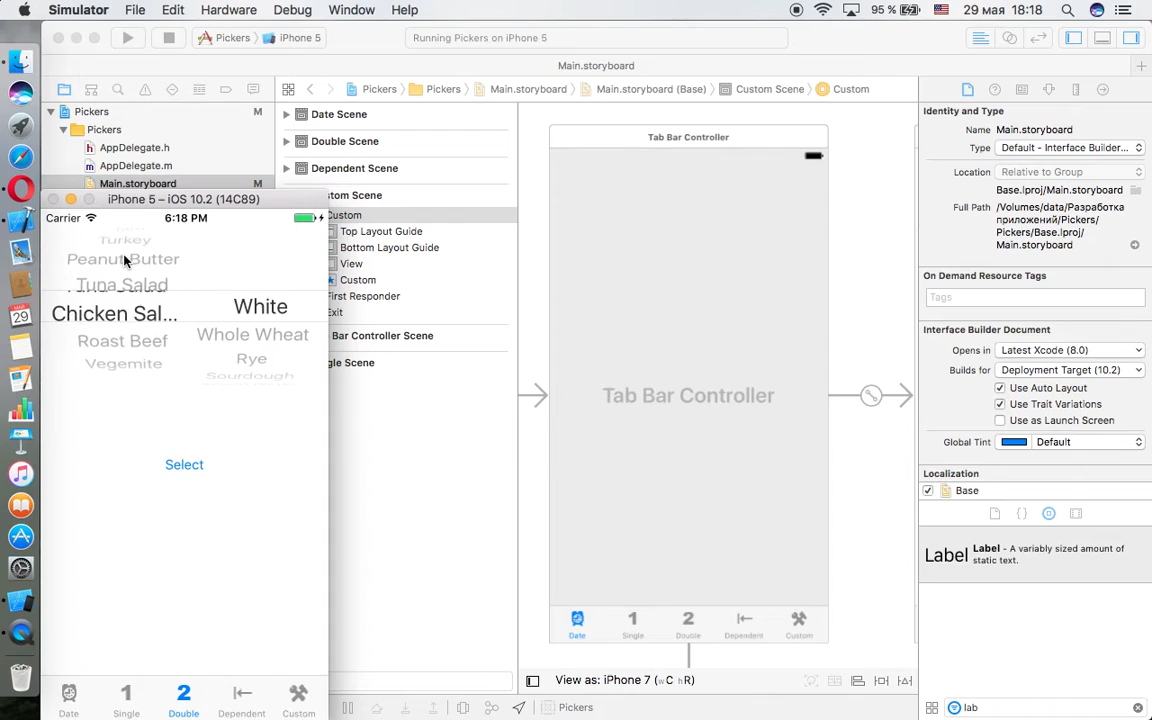 Simulator File Edit Hardware Debug Window Help 95 % 29 мая 18:18
Pickers iPhone 5 Running Pickers on iPhone 5
Main.storyboard
Pickers Pickers Main.storyboard Main.storyboard (Base) Custom Scene Custom
Pickers M
Pickers
AppDelegate.h
AppDelegate.m
Main.storyboard M
iPhone 5 – iOS 10.2 (14C89)
Carrier 6:18 PM
Turkey
Peanut Butter
Tuna Salad
Chicken Sal...
Roast Beef
Vegemite
White
Whole Wheat
Rye
Sourdough
Select
Date
1 Single
2 Double
Dependent
Custom
Date Scene
Double Scene
Dependent Scene
ustom Scene
Custom
Top Layout Guide
Bottom Layout Guide
View
Custom
First Responder
Exit
Bar Controller Scene
ngle Scene
Tab Bar Controller
Tab Bar Controller
1 2
Date Single Double Dependent Custom
View as: iPhone 7 (wC hR)
Pickers
Identity and Type
Name Main.storyboard
Type Default - Interface Builder...
Location Relative to Group
Base.lproj/Main.storyboard
Full Path /Volumes/data/Разработка
приложений/Pickers/
Pickers/Base.lproj/
Main.storyboard
On Demand Resource Tags
Tags
Interface Builder Document
Opens in Latest Xcode (8.0)
Builds for Deployment Target (10.2)
Use Auto Layout
Use Trait Variations
Use as Launch Screen
Global Tint Default
Localization
Base
{}
Label Label - A variably sized amount of
static text.
lab
29